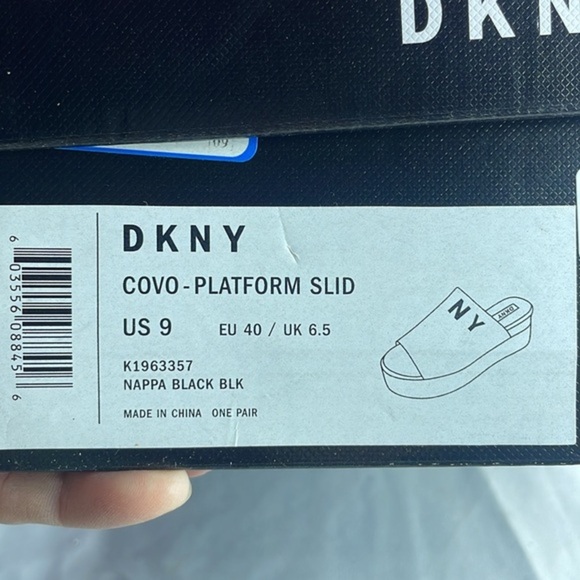 DKN
DKNY
COVO-PLATFORM SLID
US 9 EU 40 / UK 6.5
K1963357
NAPPA BLACK BLK
MADE IN CHINA ONE PAIR
6 03556 08845 6
NY
DKNY